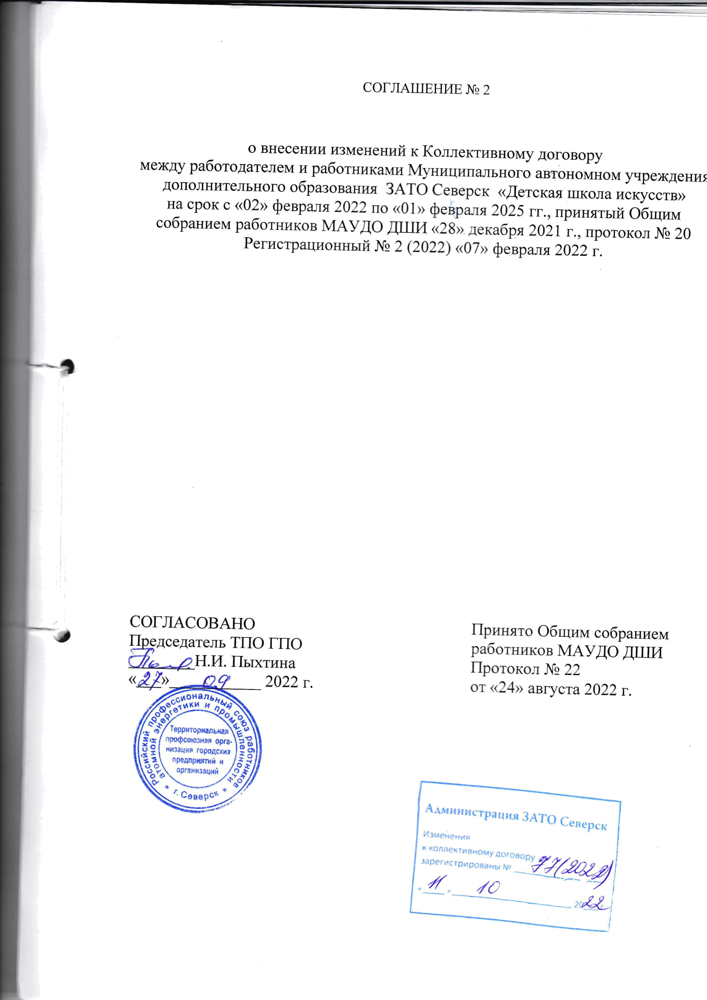 СОГЛАШЕНИЕ № 2
о внесении изменений к Коллективному договору
между работодателем и работниками Муниципального автономном учреждения
дополнительного образования ЗАТО Северск «Детская школа искусств»
на срок с «02» февраля 2022 по «01» февраля 2025 гг., принятый Общим
собранием работников МАУДО ДШИ «28» декабря 2021 г., протокол № 20
Регистрационный № 2 (2022) «07» февраля 2022 г.
СОГЛАСОВАНО
Председатель ТПО ГПО
Н.И. Пыхтина
«27» 09 2022 г.
Российский профессиональный союз работников
атомной энергетики и промышленности
* г. Северск *
Территориальная
профсоюзная орга-
низация городских
предприятий и
организаций
Принято Общим собранием
работников МАУДО ДШИ
Протокол № 22
от «24» августа 2022 г.
Администрация ЗАТО Северск
Изменения
к коллективному договору
зарегистрированы № 77(2022)
«11» 10 2022 г.